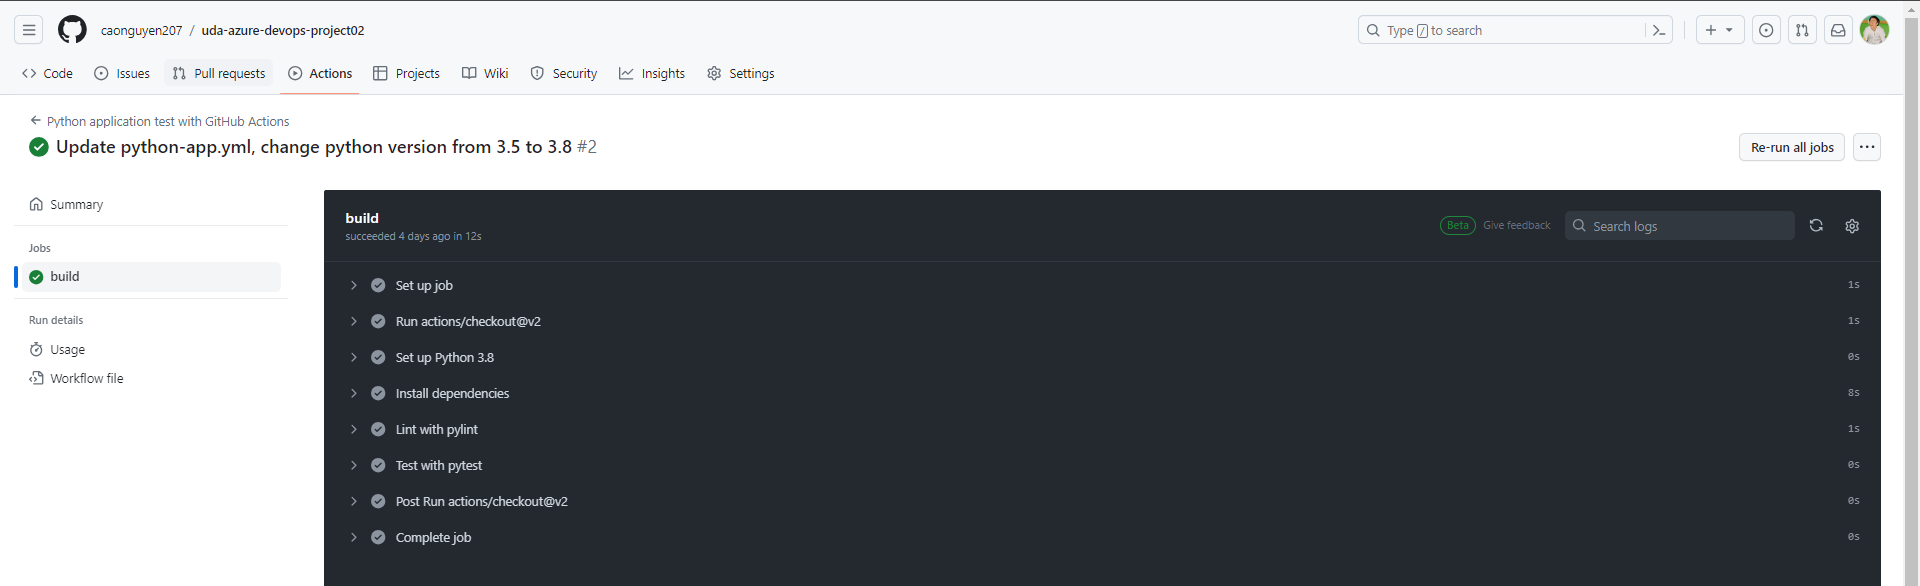 caonguyen207 / uda-azure-devops-project02
Type / to search
Code Issues Pull requests Actions Projects Wiki Security Insights Settings
← Python application test with GitHub Actions
Update python-app.yml, change python version from 3.5 to 3.8 #2
Re-run all jobs
Summary
Jobs
build
Run details
Usage
Workflow file
build
succeeded 4 days ago in 12s
Beta Give feedback
Search logs
Set up job 1s
Run actions/checkout@v2 1s
Set up Python 3.8 0s
Install dependencies 8s
Lint with pylint 1s
Test with pytest 0s
Post Run actions/checkout@v2 0s
Complete job 0s